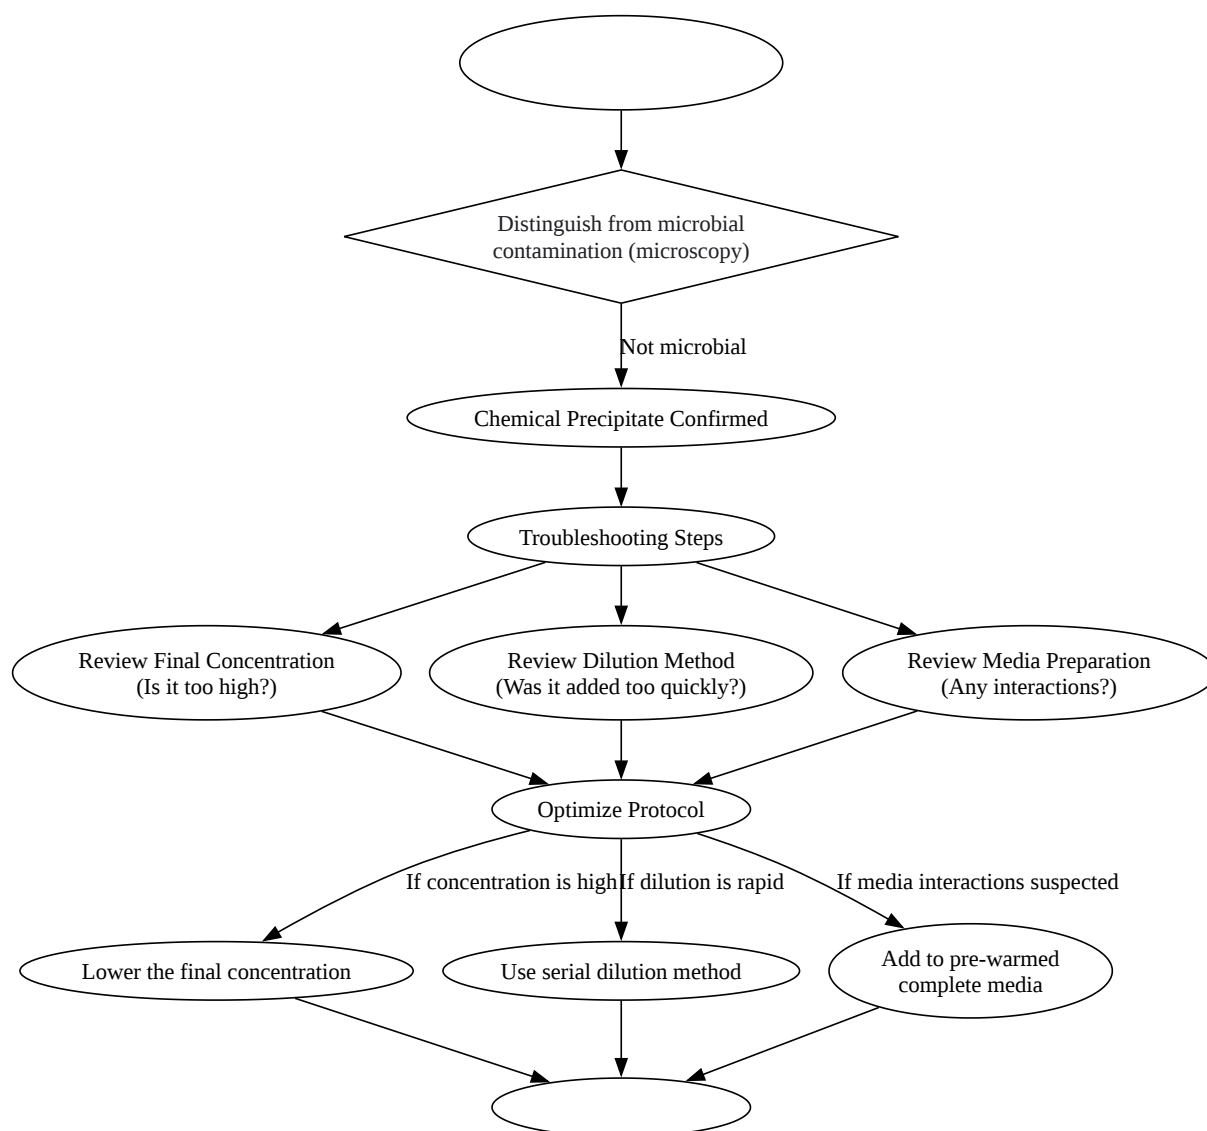 Distinguish from microbial
contamination (microscopy)
Not microbial
Chemical Precipitate Confirmed
Troubleshooting Steps
Review Final Concentration
(Is it too high?)
Review Dilution Method
(Was it added too quickly?)
Review Media Preparation
(Any interactions?)
Optimize Protocol
If concentration is high
If dilution is rapid
If media interactions suspected
Lower the final concentration
Use serial dilution method
Add to pre-warmed
complete media